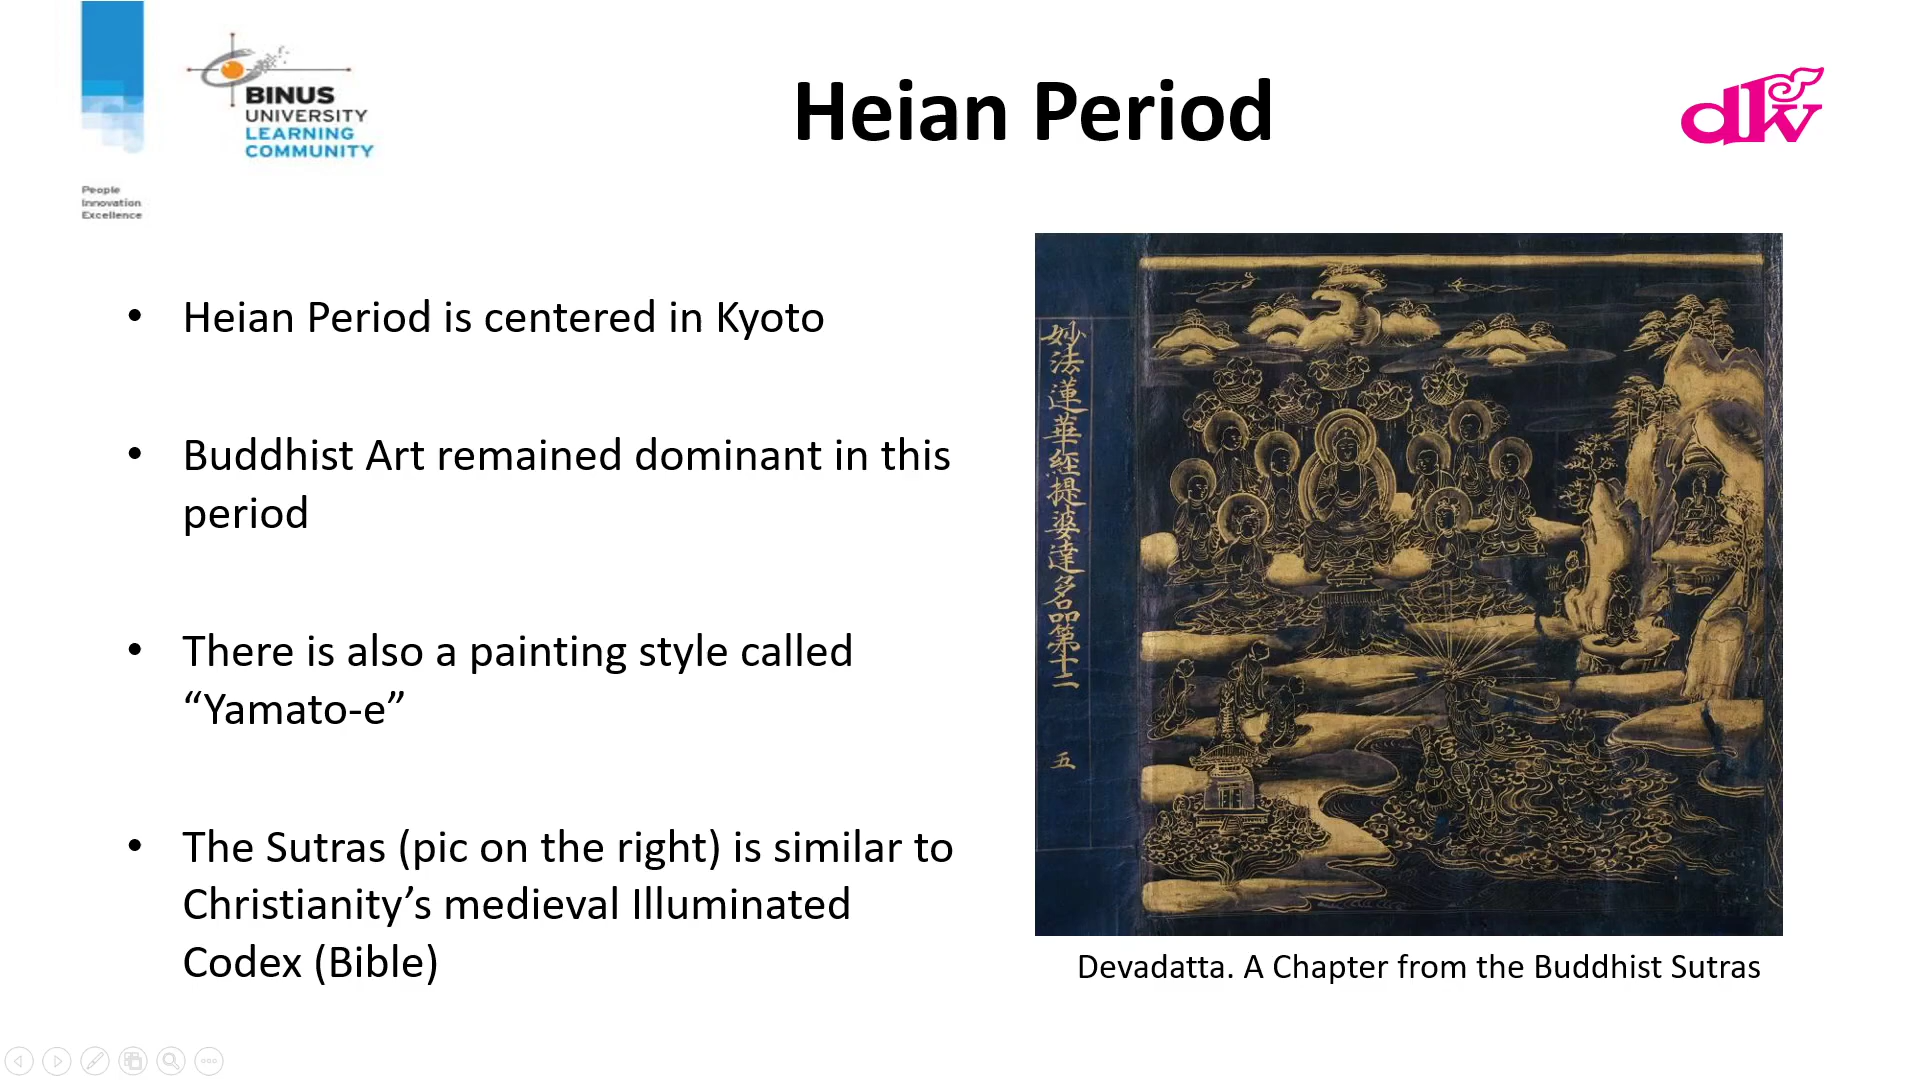 BINUS
UNIVERSITY
LEARNING
COMMUNITY
People
Innovation
Excellence
Heian Period
dkv
• Heian Period is centered in Kyoto
• Buddhist Art remained dominant in this
period
• There is also a painting style called
“Yamato-e”
• The Sutras (pic on the right) is similar to
Christianity’s medieval Illuminated
Codex (Bible)
妙法蓮華経提婆達多品第十二
五
Devadatta. A Chapter from the Buddhist Sutras